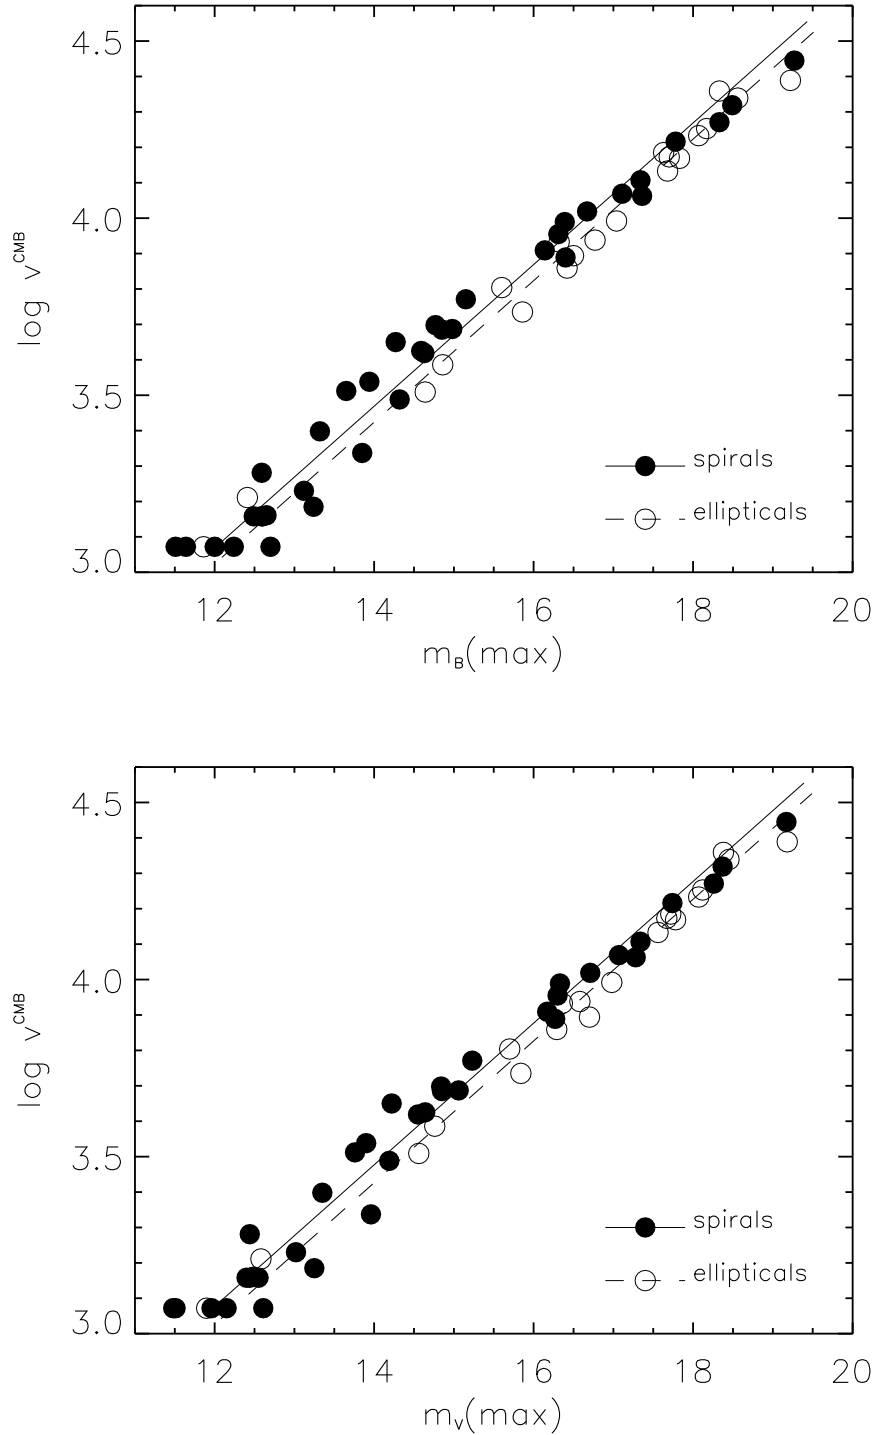 4.5
4.0
3.5
3.0
log v^CMB
spirals
ellipticals
12 14 16 18 20
m_B(max)
4.5
4.0
3.5
3.0
log v^CMB
spirals
ellipticals
12 14 16 18 20
m_V(max)